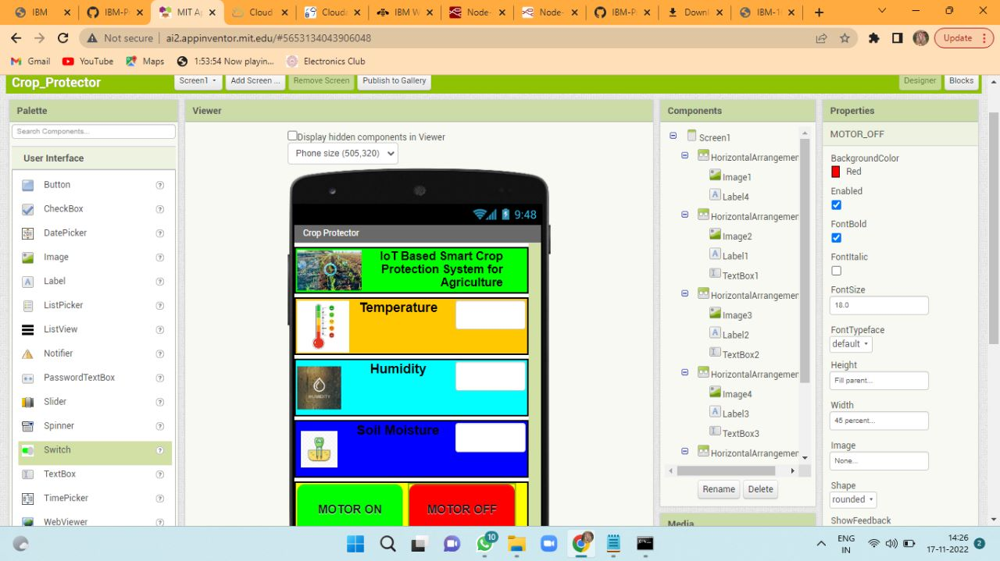 IBM
IBM-P
MIT Ap
Cloud
Clouda
IBM W
Node-
Node-
IBM-P
Downl
IBM-1
Not secure
ai2.appinventor.mit.edu/#5653134043906048
Update
Gmail
YouTube
Maps
1:53:54 Now playin...
Electronics Club
Crop_Protector
Screen1
Add Screen ...
Remove Screen
Publish to Gallery
Designer
Blocks
Palette
Search Components...
User Interface
Button
CheckBox
DatePicker
Image
Label
ListPicker
ListView
Notifier
PasswordTextBox
Slider
Spinner
Switch
TextBox
TimePicker
WebViewer
Viewer
Display hidden components in Viewer
Phone size (505,320)
9:48
Crop Protector
IoT Based Smart Crop
Protection System for
Agriculture
Temperature
Humidity
HUMIDITY
Soil Moisture
MOTOR ON
MOTOR OFF
Components
Screen1
HorizontalArrangemen
Image1
Label4
HorizontalArrangemen
Image2
Label1
TextBox1
HorizontalArrangemen
Image3
Label2
TextBox2
HorizontalArrangemen
Image4
Label3
TextBox3
HorizontalArrangemen
Rename
Delete
Media
Properties
MOTOR_OFF
BackgroundColor
Red
Enabled
FontBold
FontItalic
FontSize
18.0
FontTypeface
default
Height
Fill parent...
Width
46 percent...
Image
None...
Shape
rounded
ShowFeedback
10
ENG
IN
14:26
17-11-2022
2